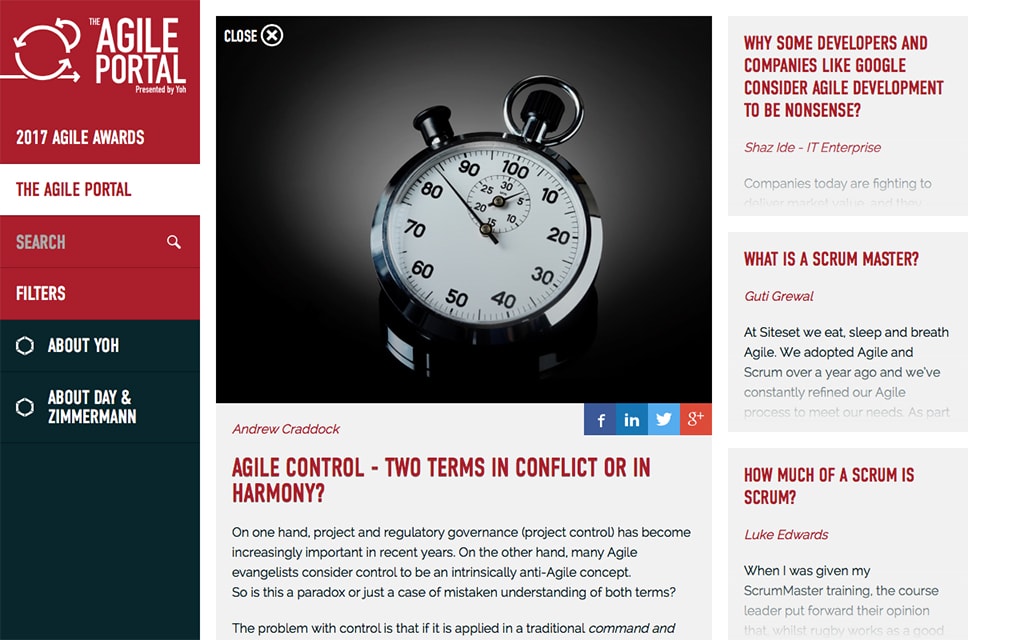 THE
AGILE
PORTAL
Presented by Yoh
2017 AGILE AWARDS
THE AGILE PORTAL
SEARCH
FILTERS
ABOUT YOH
ABOUT DAY &
ZIMMERMANN
CLOSE
100
10
20
30
40
50
60
70
80
90
30
5
10
15
20
25
f
in
g+
Andrew Craddock
AGILE CONTROL - TWO TERMS IN CONFLICT OR IN
HARMONY?
On one hand, project and regulatory governance (project control) has become
increasingly important in recent years. On the other hand, many Agile
evangelists consider control to be an intrinsically anti-Agile concept.
So is this a paradox or just a case of mistaken understanding of both terms?
The problem with control is that if it is applied in a traditional command and
WHY SOME DEVELOPERS AND
COMPANIES LIKE GOOGLE
CONSIDER AGILE DEVELOPMENT
TO BE NONSENSE?
Shaz Ide - IT Enterprise
Companies today are fighting to
deliver market value, and they
WHAT IS A SCRUM MASTER?
Guti Grewal
At Siteset we eat, sleep and breath
Agile. We adopted Agile and
Scrum over a year ago and we've
constantly refined our Agile
process to meet our needs. As part
HOW MUCH OF A SCRUM IS
SCRUM?
Luke Edwards
When I was given my
ScrumMaster training, the course
leader put forward their opinion
that, whilst rugby works as a good